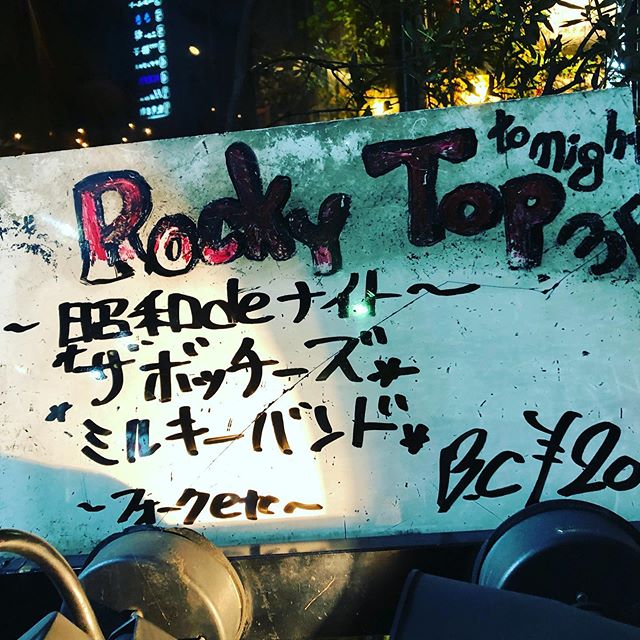 Rocky Top tonight
3F
~昭和deナイト~
*ザ・ボッチーズ*
*ミルキーバンド*
B.C ¥20
~フォークetc~